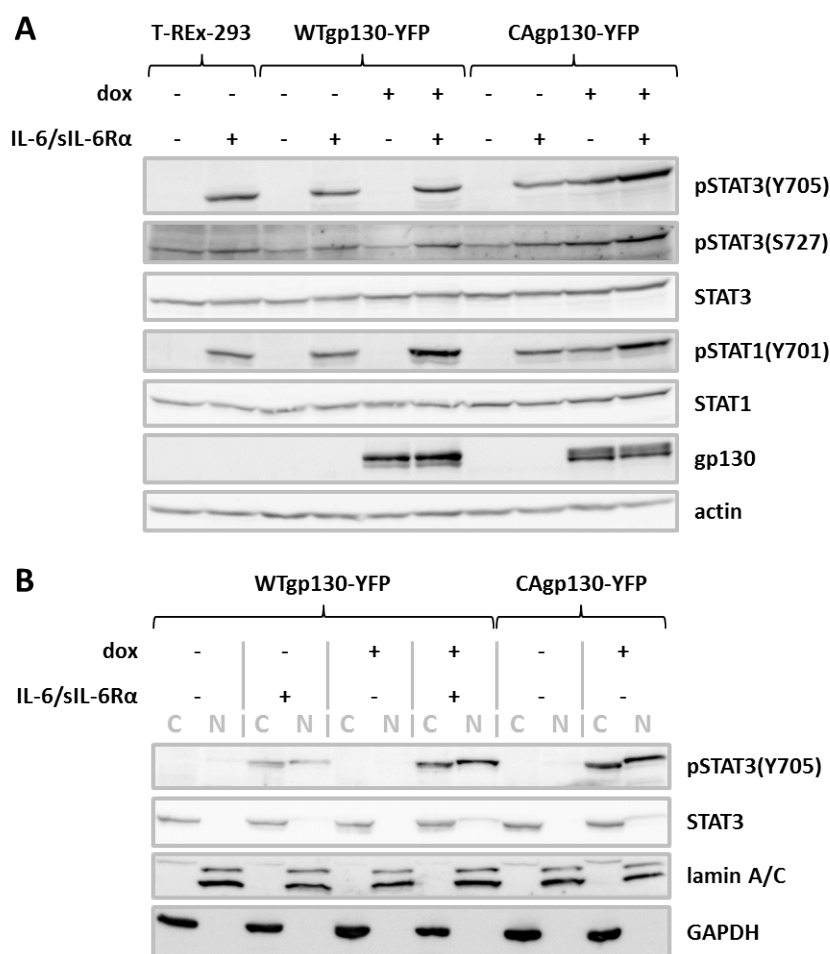 A
T-REx-293 WTgp130-YFP CAgp130-YFP
dox - - - - + + - - + +
IL-6/sIL-6Rα - + - + - + - + - +
pSTAT3(Y705)
pSTAT3(S727)
STAT3
pSTAT1(Y701)
STAT1
gp130
actin
B
WTgp130-YFP CAgp130-YFP
dox - - + + - +
IL-6/sIL-6Rα - + - + - -
C N C N C N C N C N C N
pSTAT3(Y705)
STAT3
lamin A/C
GAPDH